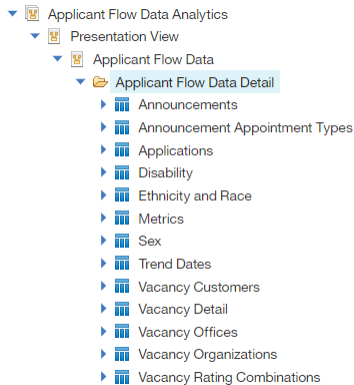 Applicant Flow Data Analytics
Presentation View
Applicant Flow Data
Applicant Flow Data Detail
Announcements
Announcement Appointment Types
Applications
Disability
Ethnicity and Race
Metrics
Sex
Trend Dates
Vacancy Customers
Vacancy Detail
Vacancy Offices
Vacancy Organizations
Vacancy Rating Combinations